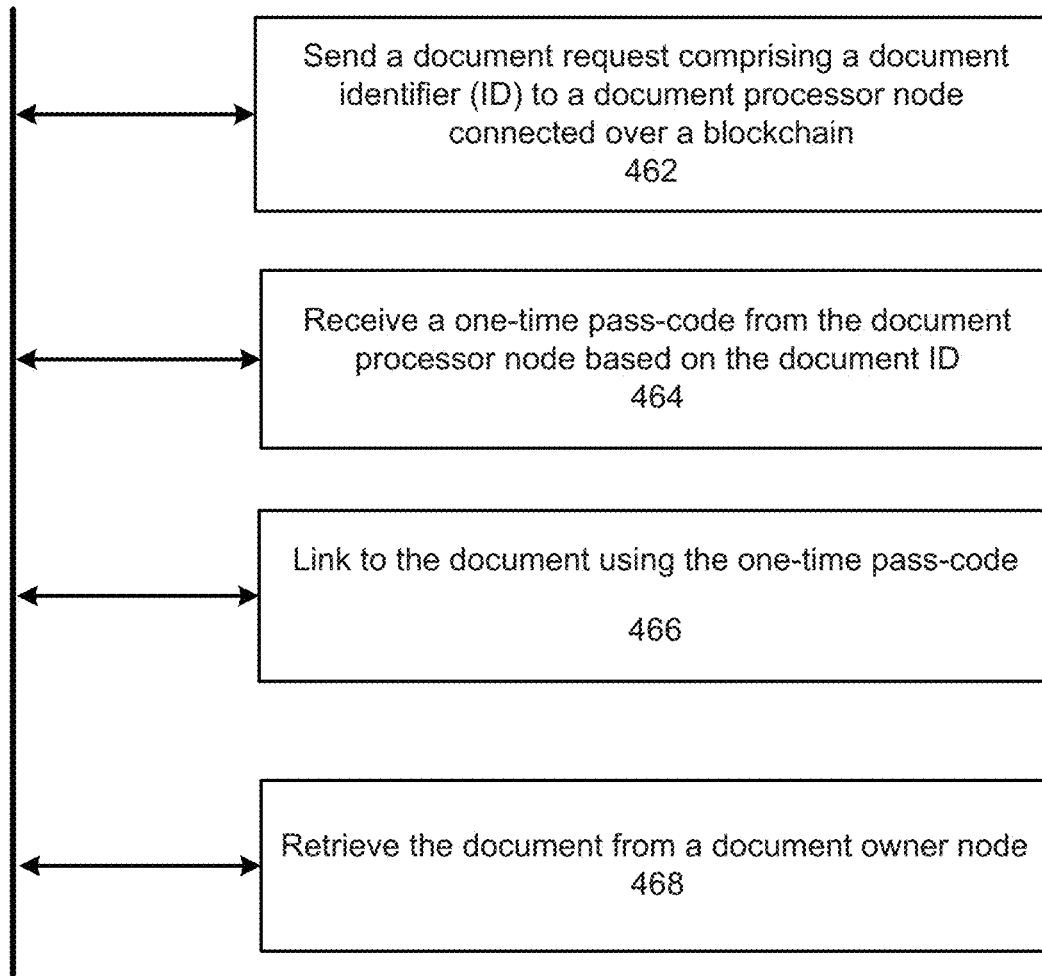 Send a document request comprising a document
identifier (ID) to a document processor node
connected over a blockchain
462
Receive a one-time pass-code from the document
processor node based on the document ID
464
Link to the document using the one-time pass-code
466
Retrieve the document from a document owner node
468